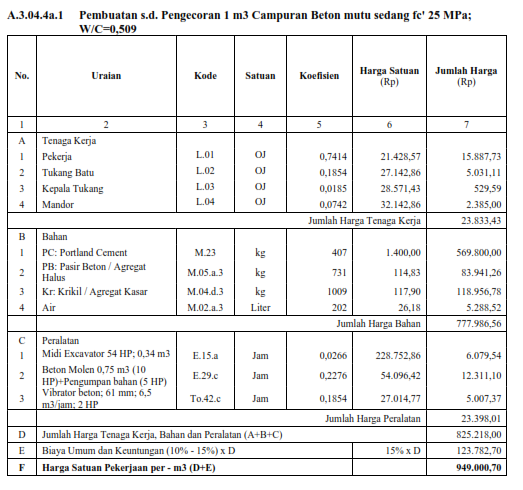 A.3.04.4a.1 Pembuatan s.d. Pengecoran 1 m3 Campuran Beton mutu sedang fc' 25 MPa;
W/C=0,509
No. Uraian Kode Satuan Koefisien Harga Satuan (Rp) Jumlah Harga (Rp)
1 2 3 4 5 6 7
A Tenaga Kerja
1 Pekerja L.01 OJ 0,7414 21.428,57 15.887,73
2 Tukang Batu L.02 OJ 0,1854 27.142,86 5.031,11
3 Kepala Tukang L.03 OJ 0,0185 28.571,43 529,59
4 Mandor L.04 OJ 0,0742 32.142,86 2.385,00
Jumlah Harga Tenaga Kerja 23.833,43
B Bahan
1 PC: Portland Cement M.23 kg 407 1.400,00 569.800,00
2 PB: Pasir Beton / Agregat Halus M.05.a.3 kg 731 114,83 83.941,26
3 Kr: Krikil / Agregat Kasar M.04.d.3 kg 1009 117,90 118.956,78
4 Air M.02.a.3 Liter 202 26,18 5.288,52
Jumlah Harga Bahan 777.986,56
C Peralatan
1 Midi Excavator 54 HP; 0,34 m3 E.15.a Jam 0,0266 228.752,86 6.079,54
2 Beton Molen 0,75 m3 (10 HP)+Pengumpan bahan (5 HP) E.29.c Jam 0,2276 54.096,42 12.311,10
3 Vibrator beton; 61 mm; 6,5 m3/jam; 2 HP To.42.c Jam 0,1854 27.014,77 5.007,37
Jumlah Harga Peralatan 23.398,01
D Jumlah Harga Tenaga Kerja, Bahan dan Peralatan (A+B+C) 825.218,00
E Biaya Umum dan Keuntungan (10% - 15%) x D 15% x D 123.782,70
F Harga Satuan Pekerjaan per - m3 (D+E) 949.000,70